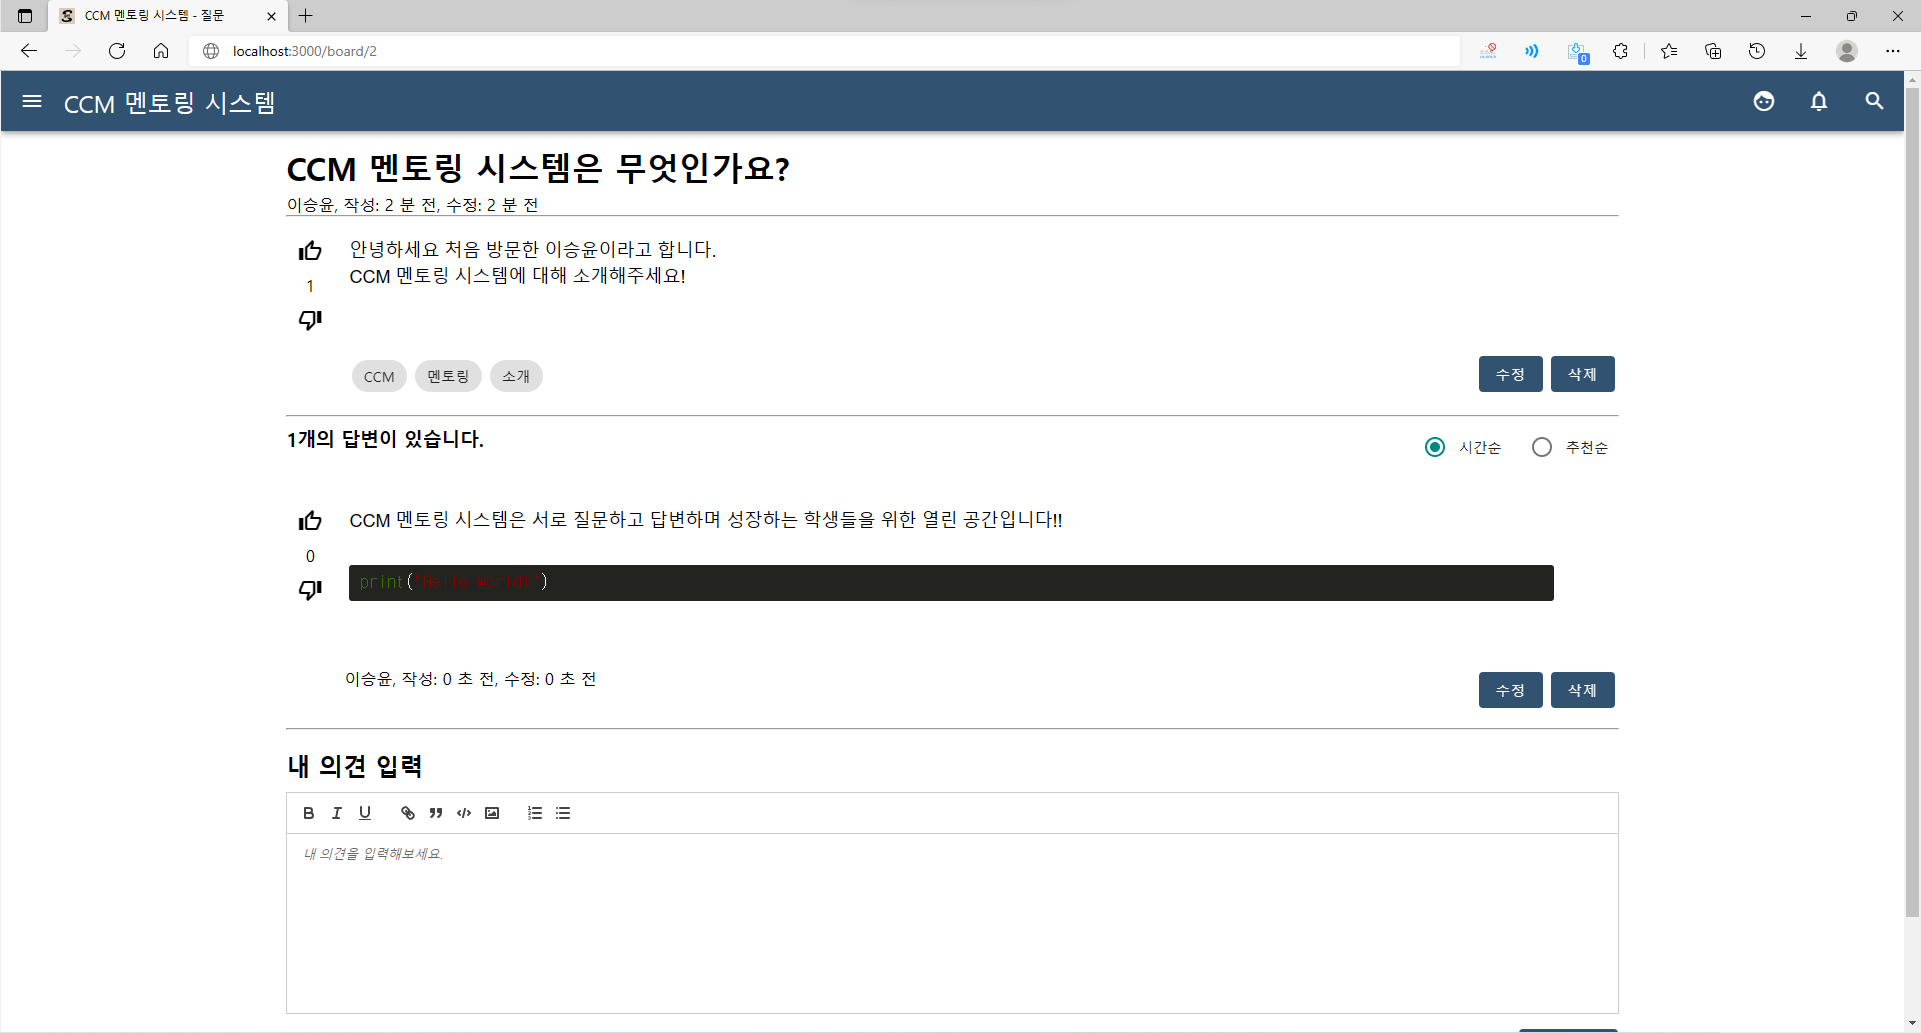 CCM 멘토링 시스템 - 질문
localhost:3000/board/2
0
CCM 멘토링 시스템
CCM 멘토링 시스템은 무엇인가요?
이승윤, 작성: 2 분 전, 수정: 2 분 전
안녕하세요 처음 방문한 이승윤이라고 합니다.
1
CCM 멘토링 시스템에 대해 소개해주세요!
CCM 멘토링 소개
수정 삭제
1개의 답변이 있습니다.
시간순 추천순
CCM 멘토링 시스템은 서로 질문하고 답변하며 성장하는 학생들을 위한 열린 공간입니다!!
0
print("Hello World!")
이승윤, 작성: 0 초 전, 수정: 0 초 전
수정 삭제
내 의견 입력
내 의견을 입력해보세요.